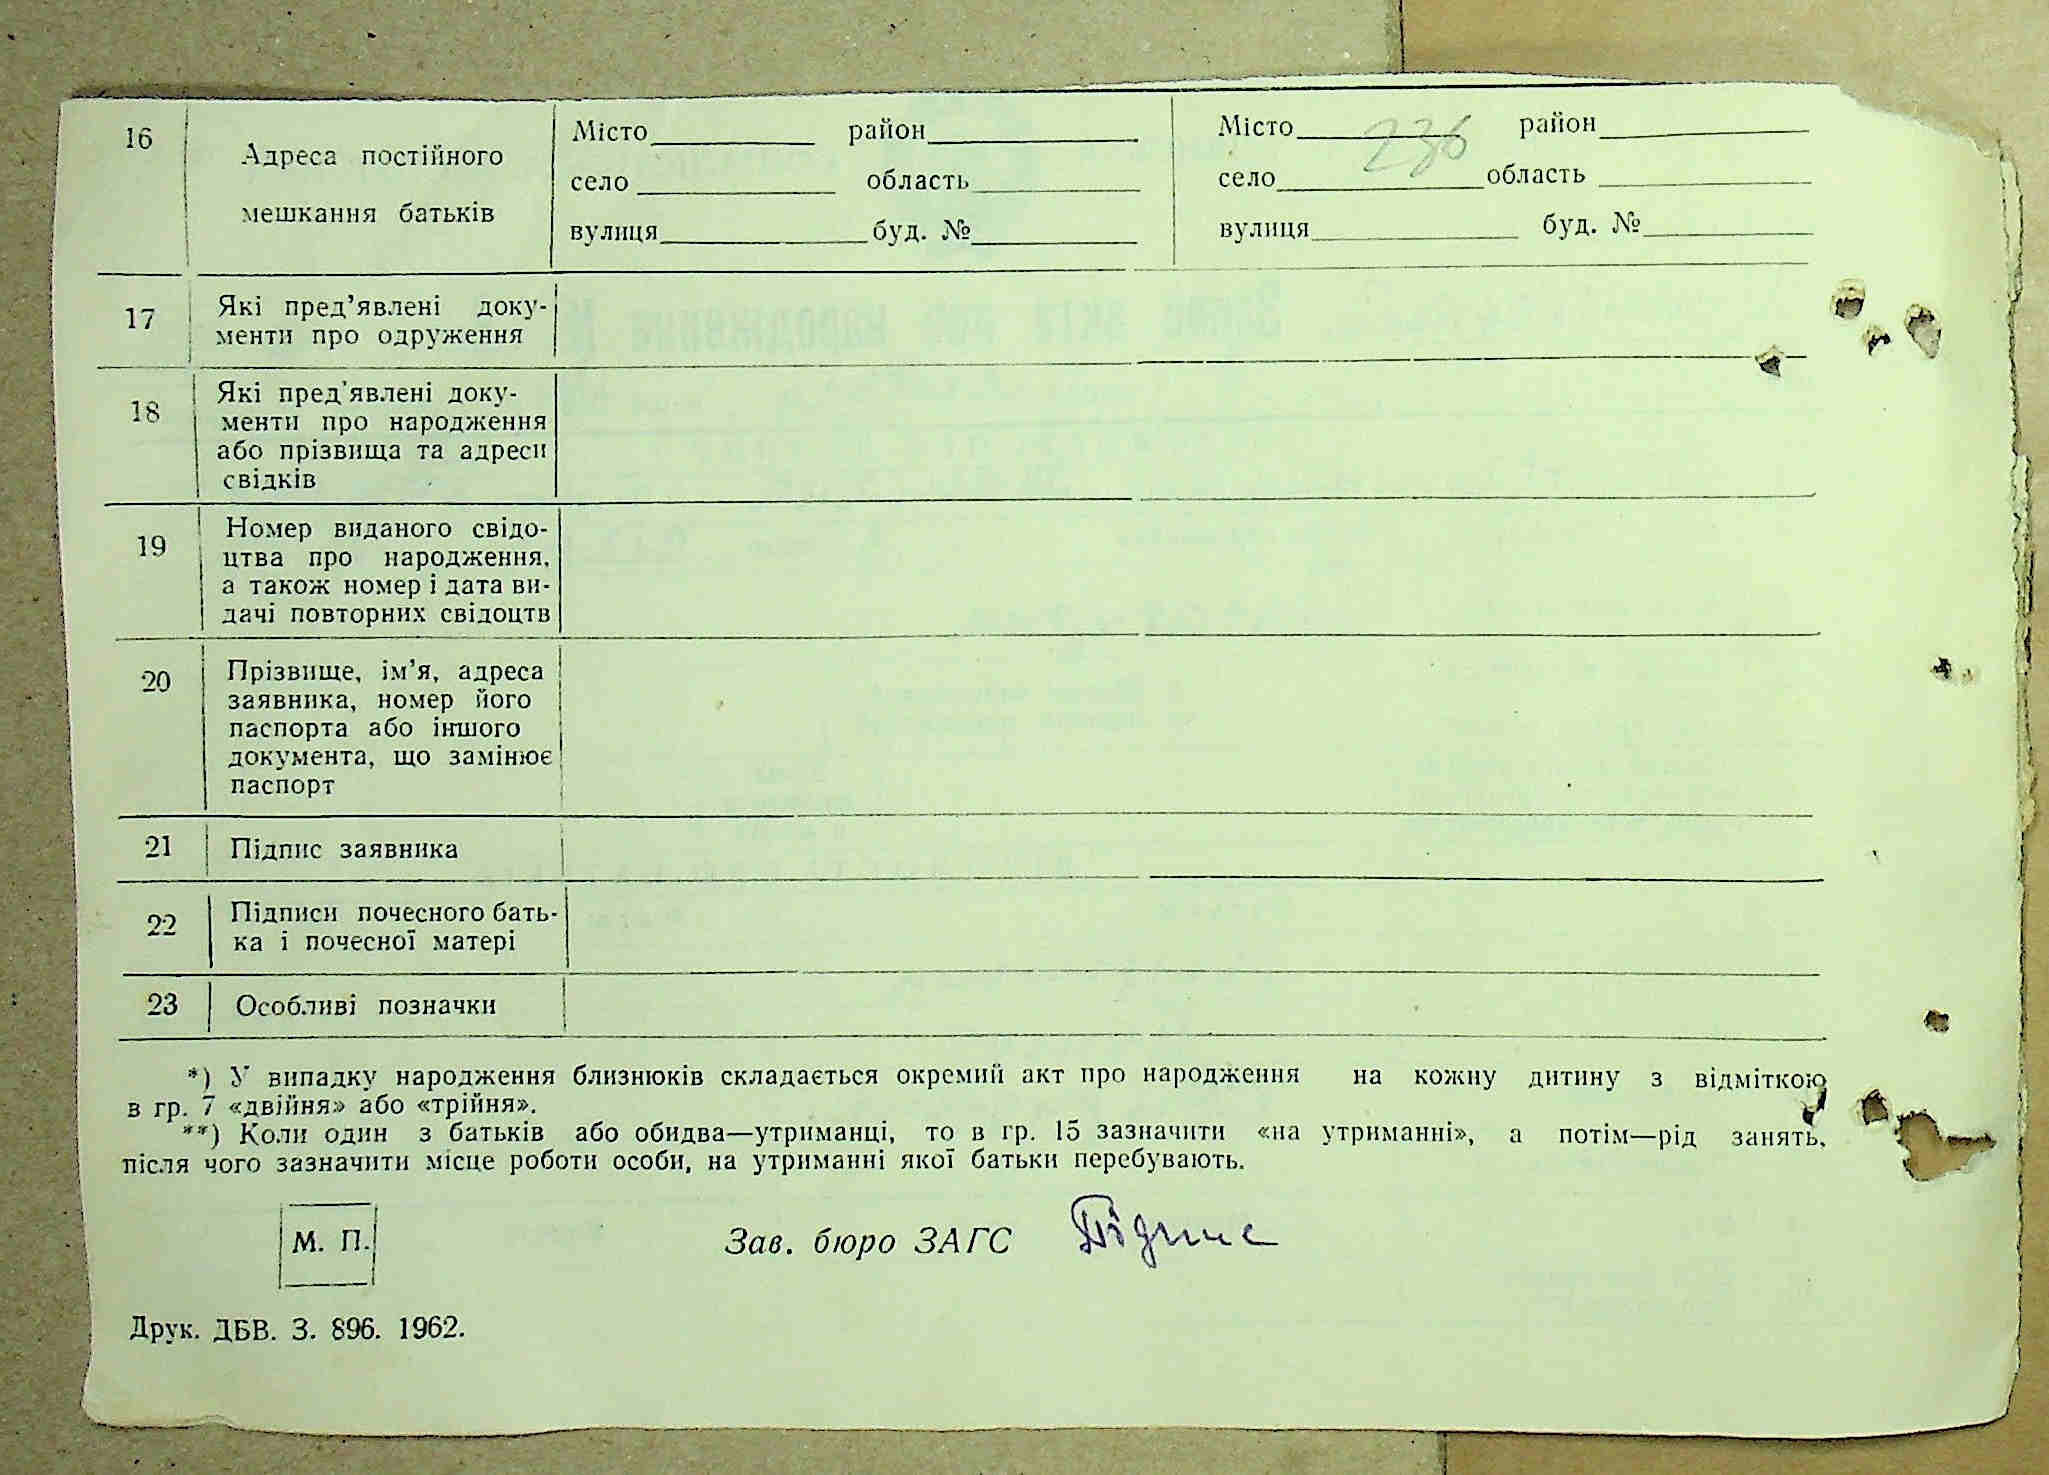 16
Адреса постійного
мешкання батьків
Місто район
село область
вулиця буд. №
Місто 236 район
село область
вулиця буд. №
17
Які пред’явлені доку-
менти про одруження
18
Які пред’явлені доку-
менти про народження
або прізвища та адреси
свідків
19
Номер виданого свідо-
цтва про народження,
а також номер і дата ви-
дачі повторних свідоцтв
20
Прізвище, ім’я, адреса
заявника, номер його
паспорта або іншого
документа, що замінює
паспорт
21
Підпис заявника
22
Підписи почесного бать-
ка і почесної матері
23
Особливі позначки
*) У випадку народження близнюків складається окремий акт про народження на кожну дитину з відміткою
в гр. 7 «двійня» або «трійня».
**) Коли один з батьків або обидва—утриманці, то в гр. 15 зазначити «на утриманні», а потім—рід занять,
після чого зазначити місце роботи особи, на утриманні якої батьки перебувають.
М. П.
Зав. бюро ЗАГС Підпис
Друк. ДБВ. З. 896. 1962.